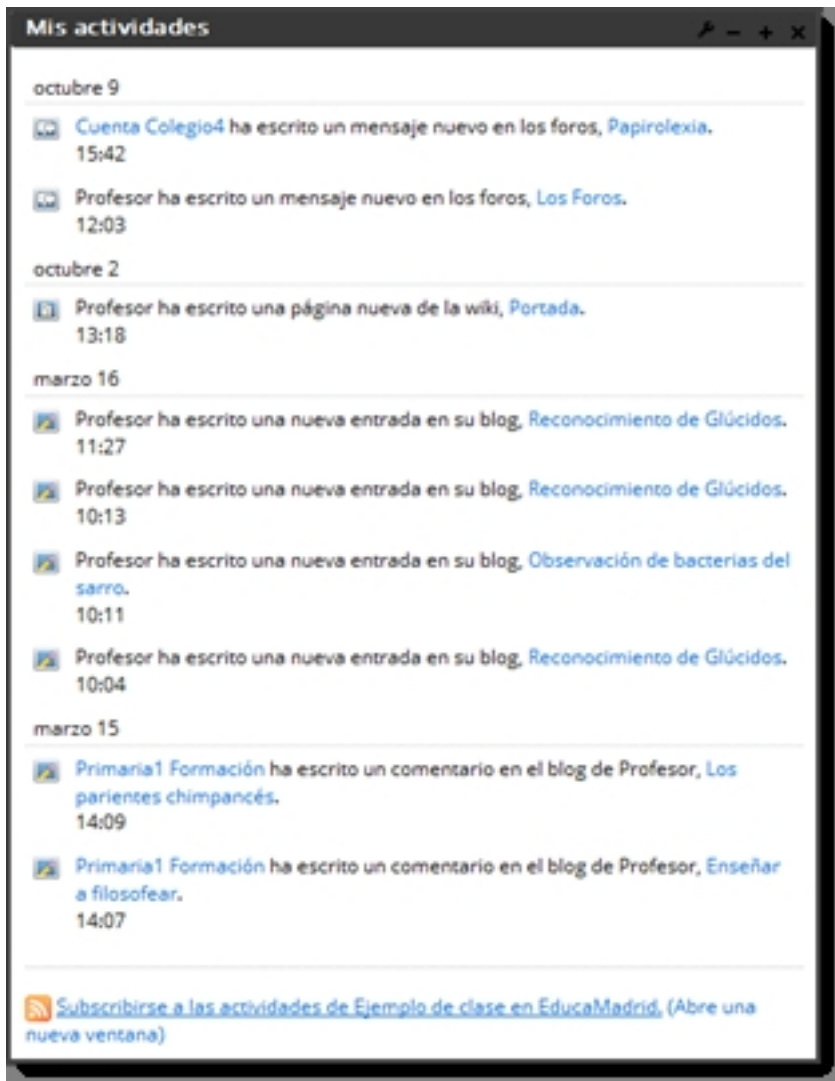 Mis actividades
octubre 9
Cuenta Colegio4 ha escrito un mensaje nuevo en los foros, Papirolexia.
15:42
Profesor ha escrito un mensaje nuevo en los foros, Los Foros.
12:03
octubre 2
Profesor ha escrito una página nueva de la wiki, Portada.
13:18
marzo 16
Profesor ha escrito una nueva entrada en su blog, Reconocimiento de Glúcidos.
11:27
Profesor ha escrito una nueva entrada en su blog, Reconocimiento de Glúcidos.
10:13
Profesor ha escrito una nueva entrada en su blog, Observación de bacterias del
sarro.
10:11
Profesor ha escrito una nueva entrada en su blog, Reconocimiento de Glúcidos.
10:04
marzo 15
Primaria1 Formación ha escrito un comentario en el blog de Profesor, Los
parientes chimpancés.
14:09
Primaria1 Formación ha escrito un comentario en el blog de Profesor, Enseñar
a filosofear.
14:07
Subscribirse a las actividades de Ejemplo de clase en EducaMadrid. (Abre una
nueva ventana)